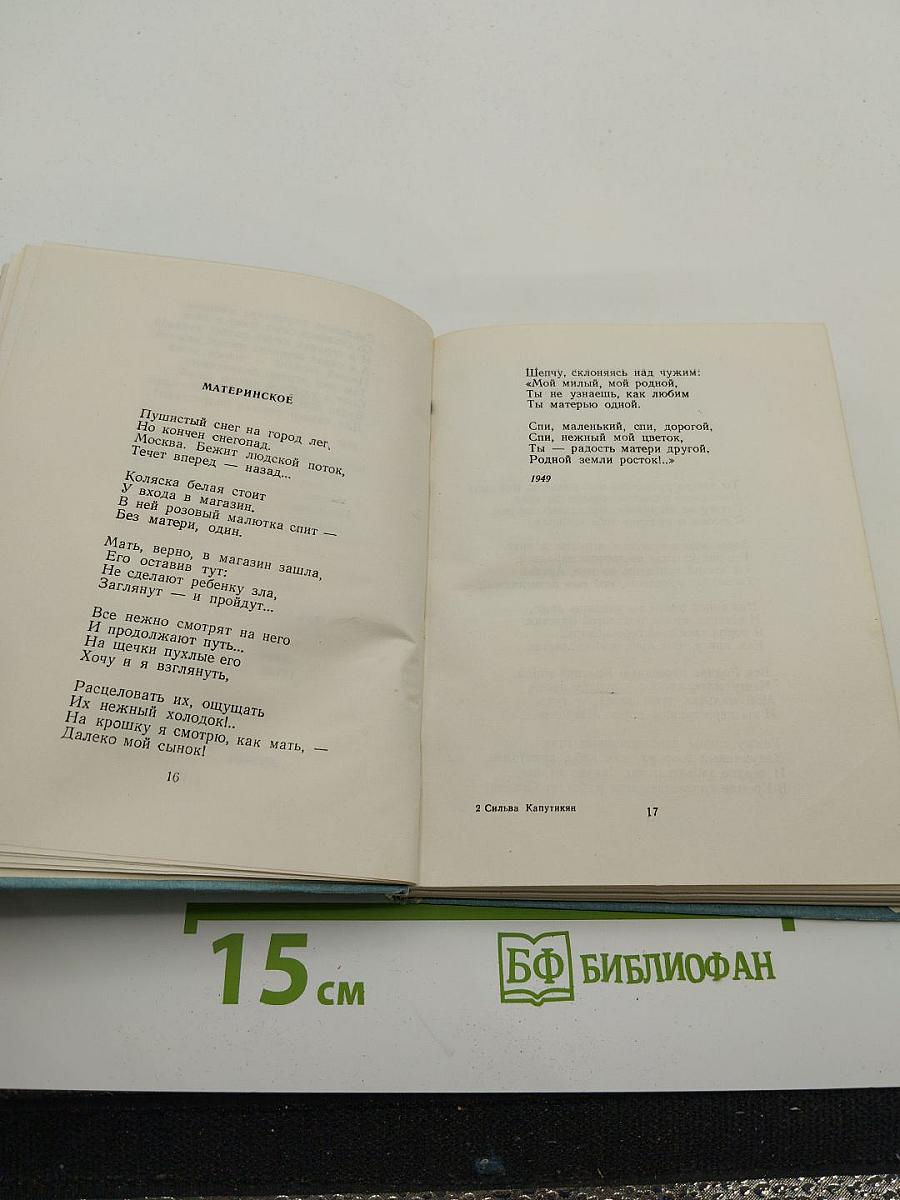 МАТЕРИНСКОЕ
Пушистый снег на город лег,
Но кончен снегопад.
Москва. Бежит людской поток,
Течет вперед — назад...
Коляска белая стоит
У входа в магазин.
В ней розовый малютка спит —
Без матери, один.
Мать, верно, в магазин зашла,
Его оставив тут:
Не сделают ребенку зла,
Заглянут — и пройдут...
Все нежно смотрят на него
И продолжают путь...
На щечки пухлые его
Хочу и я взглянуть,
Расцеловать их, ощущать
Их нежный холодок!..
На крошку я смотрю, как мать, —
Далеко мой сынок!
16
Шепчу, склоняясь над чужим:
«Мой милый, мой родной,
Ты не узнаешь, как любим
Ты матерью одной.
Спи, маленький, спи, дорогой,
Спи, нежный мой цветок,
Ты — радость матери другой,
Родной земли росток!..»
1949
2 Сильва Капутикян
17
15 см
БФ БИБЛИОФАН